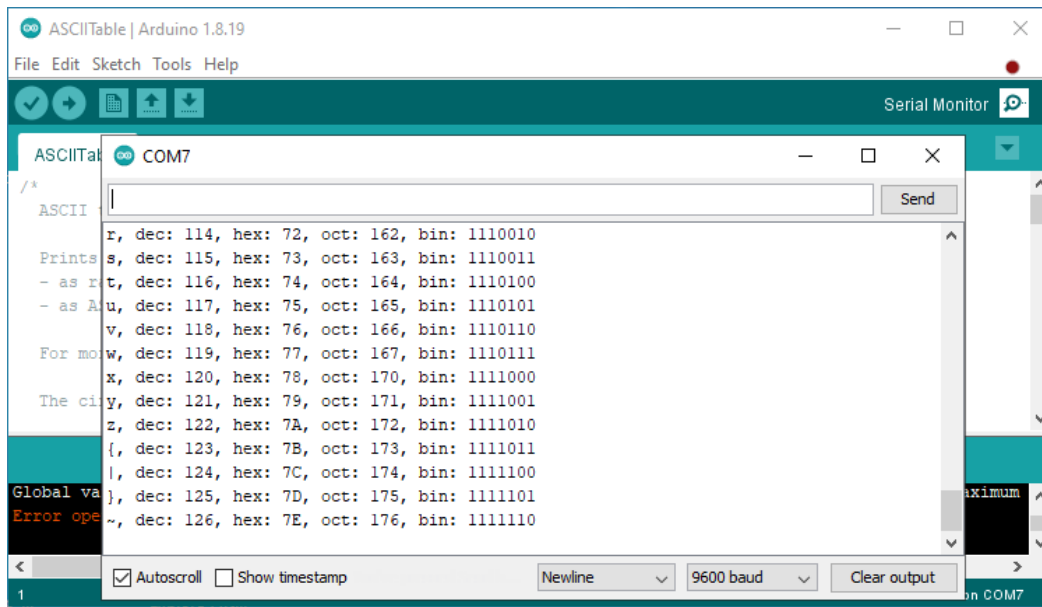 ASCIITable | Arduino 1.8.19
File Edit Sketch Tools Help
Serial Monitor
COM7
/*
ASCII
Send
r, dec: 114, hex: 72, oct: 162, bin: 1110010
Prints
s, dec: 115, hex: 73, oct: 163, bin: 1110011
- as
t, dec: 116, hex: 74, oct: 164, bin: 1110100
- as
u, dec: 117, hex: 75, oct: 165, bin: 1110101
v, dec: 118, hex: 76, oct: 166, bin: 1110110
For
w, dec: 119, hex: 77, oct: 167, bin: 1110111
x, dec: 120, hex: 78, oct: 170, bin: 1111000
The
y, dec: 121, hex: 79, oct: 171, bin: 1111001
z, dec: 122, hex: 7A, oct: 172, bin: 1111010
{, dec: 123, hex: 7B, oct: 173, bin: 1111011
|, dec: 124, hex: 7C, oct: 174, bin: 1111100
Global
}, dec: 125, hex: 7D, oct: 175, bin: 1111101
Error
~, dec: 126, hex: 7E, oct: 176, bin: 1111110
Autoscroll Show timestamp Newline 9600 baud Clear output
1 on COM7